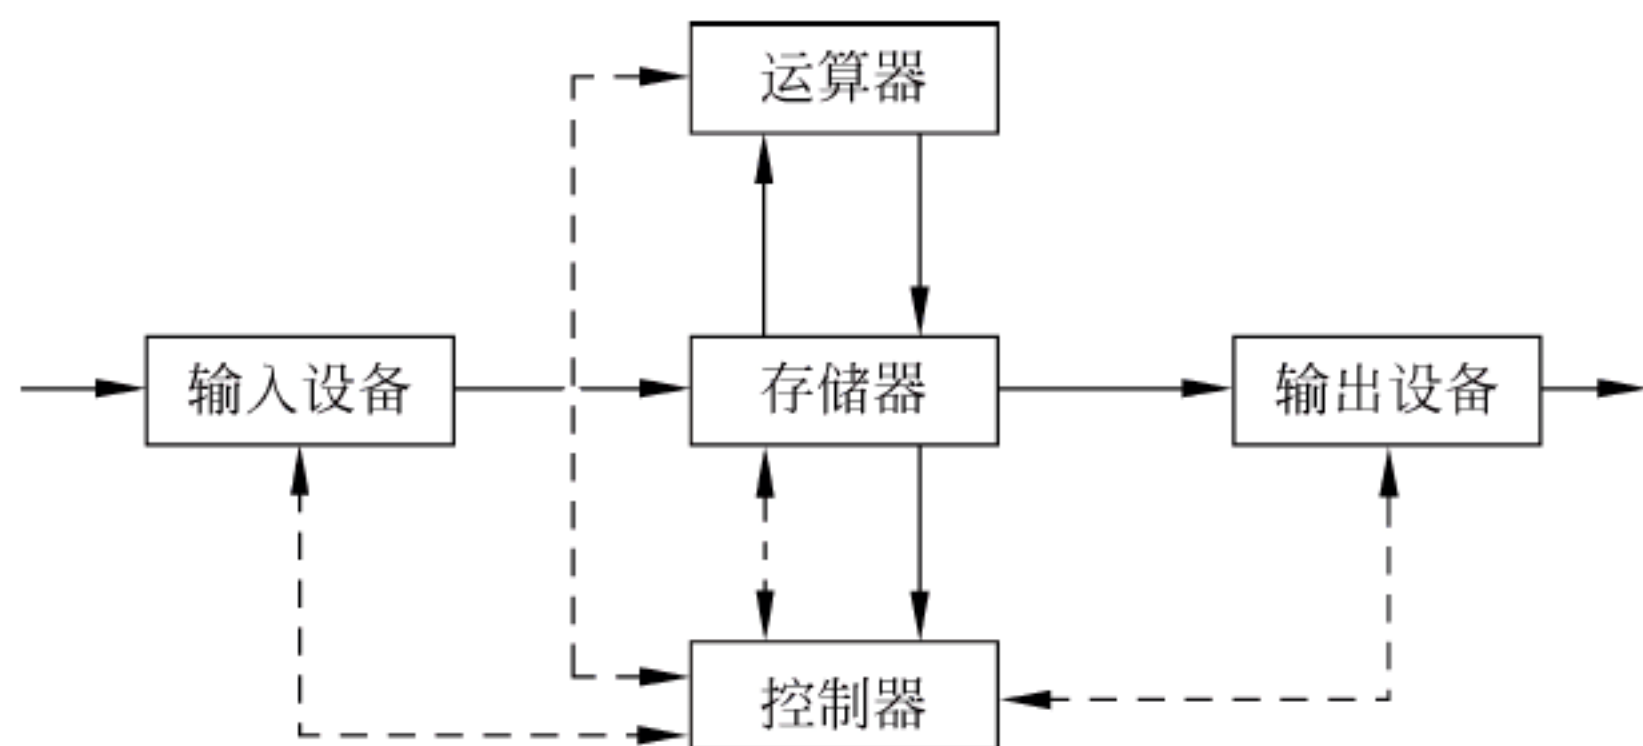 运算器
输入设备
存储器
输出设备
控制器